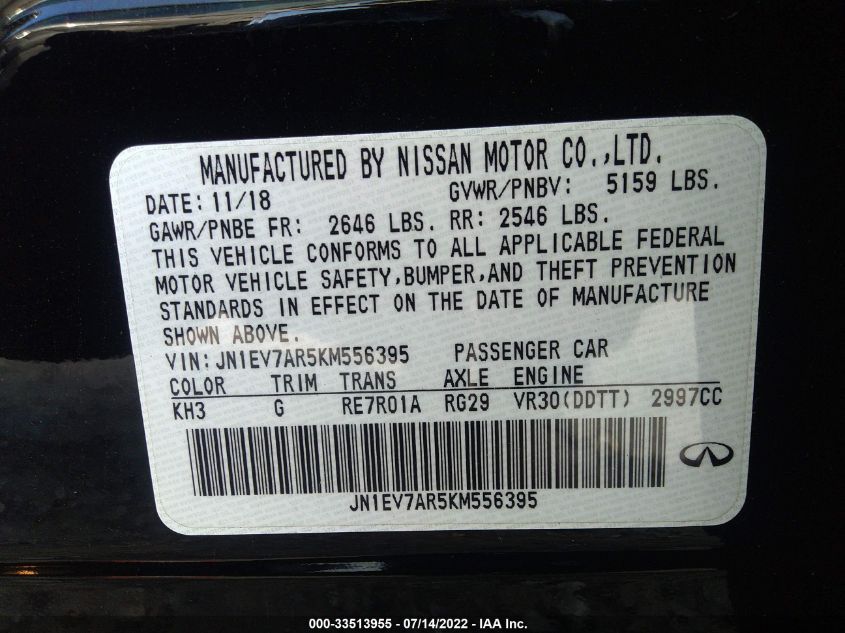 MANUFACTURED BY NISSAN MOTOR CO.,LTD.
DATE: 11/18 GVWR/PNBV: 5159 LBS.
GAWR/PNBE FR: 2646 LBS. RR: 2546 LBS.
THIS VEHICLE CONFORMS TO ALL APPLICABLE FEDERAL
MOTOR VEHICLE SAFETY,BUMPER,AND THEFT PREVENTION
STANDARDS IN EFFECT ON THE DATE OF MANUFACTURE
SHOWN ABOVE.
VIN:JN1EV7AR5KM556395 PASSENGER CAR
COLOR TRIM TRANS AXLE ENGINE
KH3 G RE7R01A RG29 VR30(DDTT) 2997CC
JN1EV7AR5KM556395
000-33513955 - 07/14/2022 - IAA Inc.